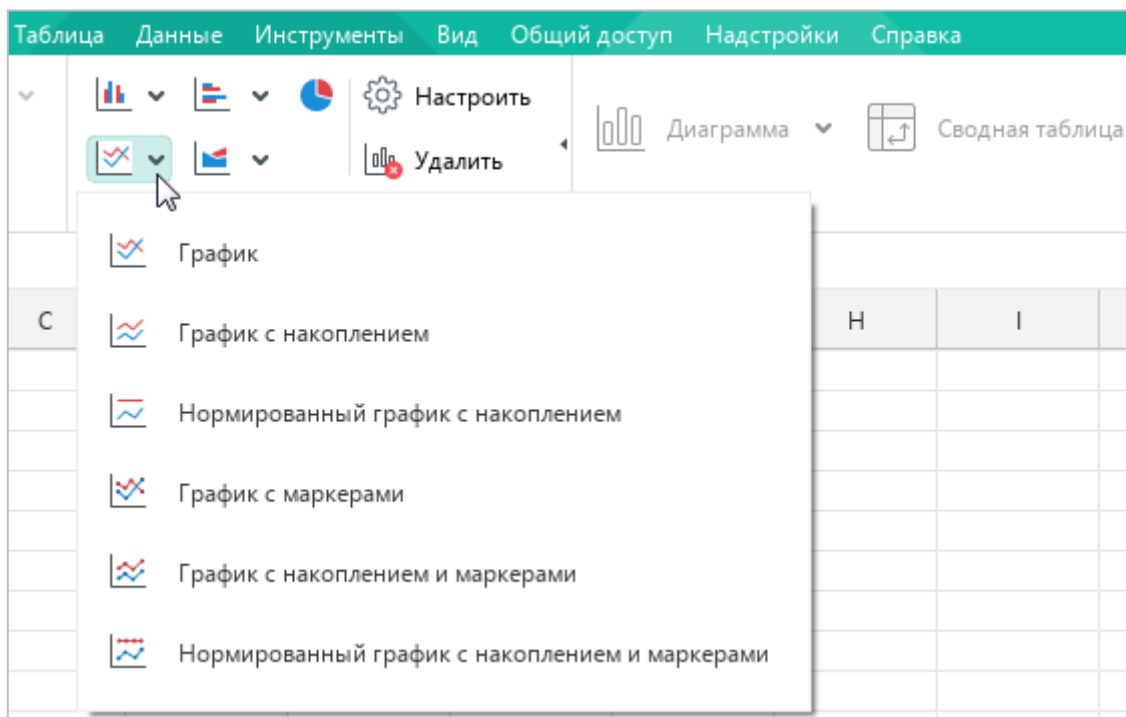 Таблица Данные Инструменты Вид Общий доступ Надстройки Справка
Настроить
Диаграмма Сводная таблица
Удалить
График
C H I
График с накоплением
Нормированный график с накоплением
График с маркерами
График с накоплением и маркерами
Нормированный график с накоплением и маркерами